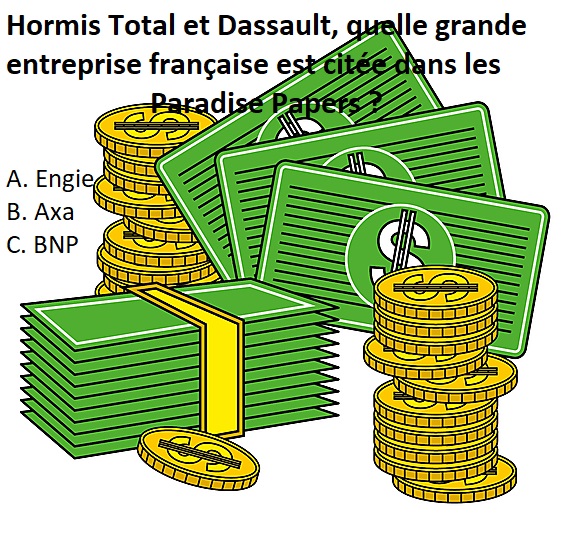 Hormis Total et Dassault, quelle grande
entreprise française est citée dans les
Paradise Papers ?
A. Engie
B. Axa
C. BNP